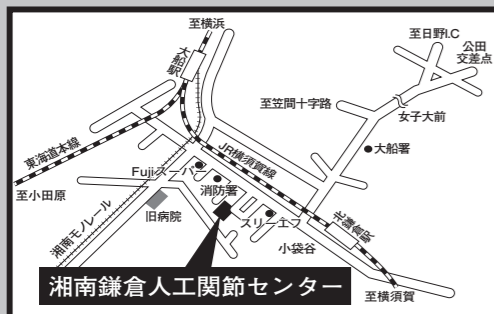 至横浜
大船駅
至日野I.C
公田
交差点
至笠間十字路
女子大前
東海道本線
JR横須賀線
大船署
Fujiスーパー
消防署
至小田原
湘南モノレール
旧病院
スリーエフ
北鎌倉駅
小袋谷
湘南鎌倉人工関節センター
至横須賀